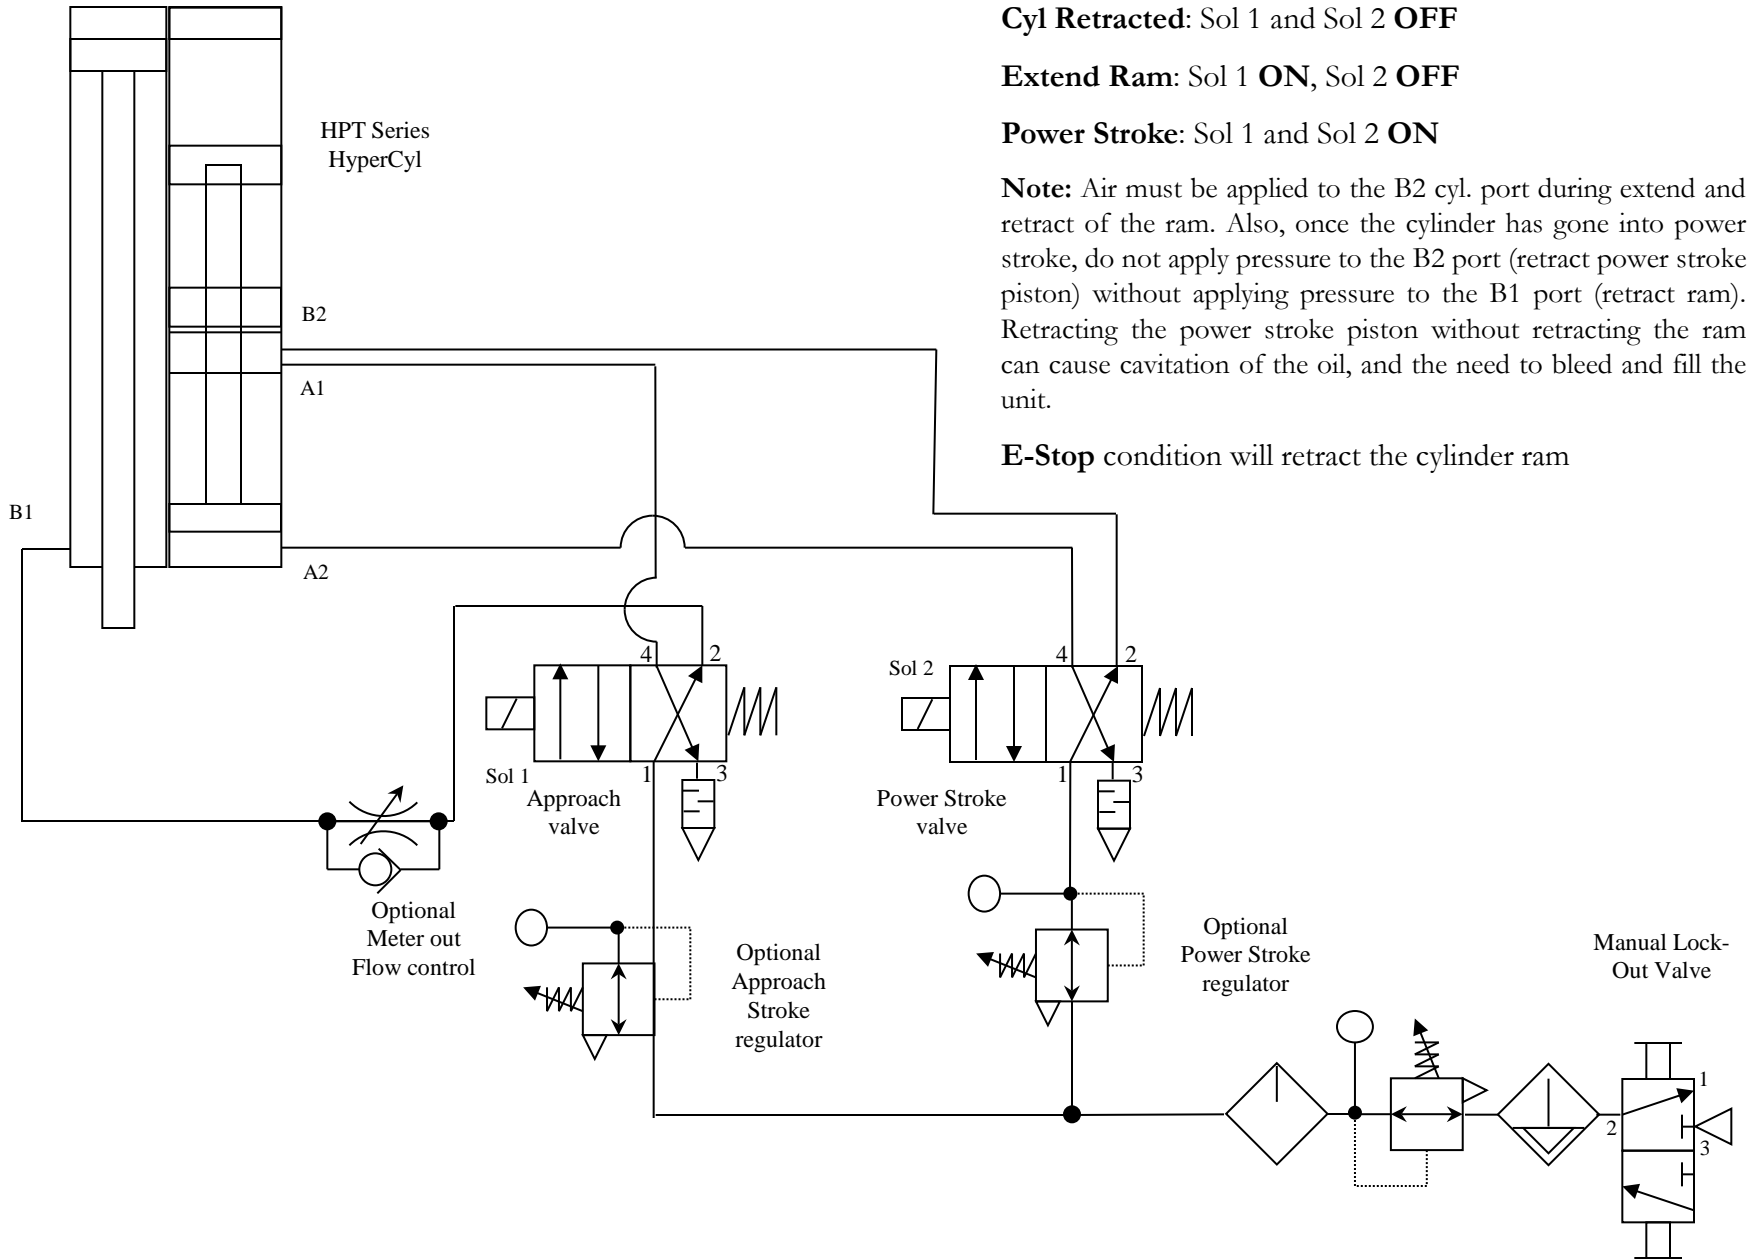 Cyl Retracted: Sol 1 and Sol 2 OFF
Extend Ram: Sol 1 ON, Sol 2 OFF
Power Stroke: Sol 1 and Sol 2 ON
Note: Air must be applied to the B2 cyl. port during extend and
retract of the ram. Also, once the cylinder has gone into power
stroke, do not apply pressure to the B2 port (retract power stroke
piston) without applying pressure to the B1 port (retract ram).
Retracting the power stroke piston without retracting the ram
can cause cavitation of the oil, and the need to bleed and fill the
unit.
E-Stop condition will retract the cylinder ram
HPT Series
HyperCyl
B2
A1
B1
A2
4
2
Sol 1
1
3
Approach
valve
Sol 2
4
2
1
3
Power Stroke
valve
Optional
Meter out
Flow control
Optional
Approach
Stroke
regulator
Optional
Power Stroke
regulator
Manual Lock-
Out Valve
1
2
3